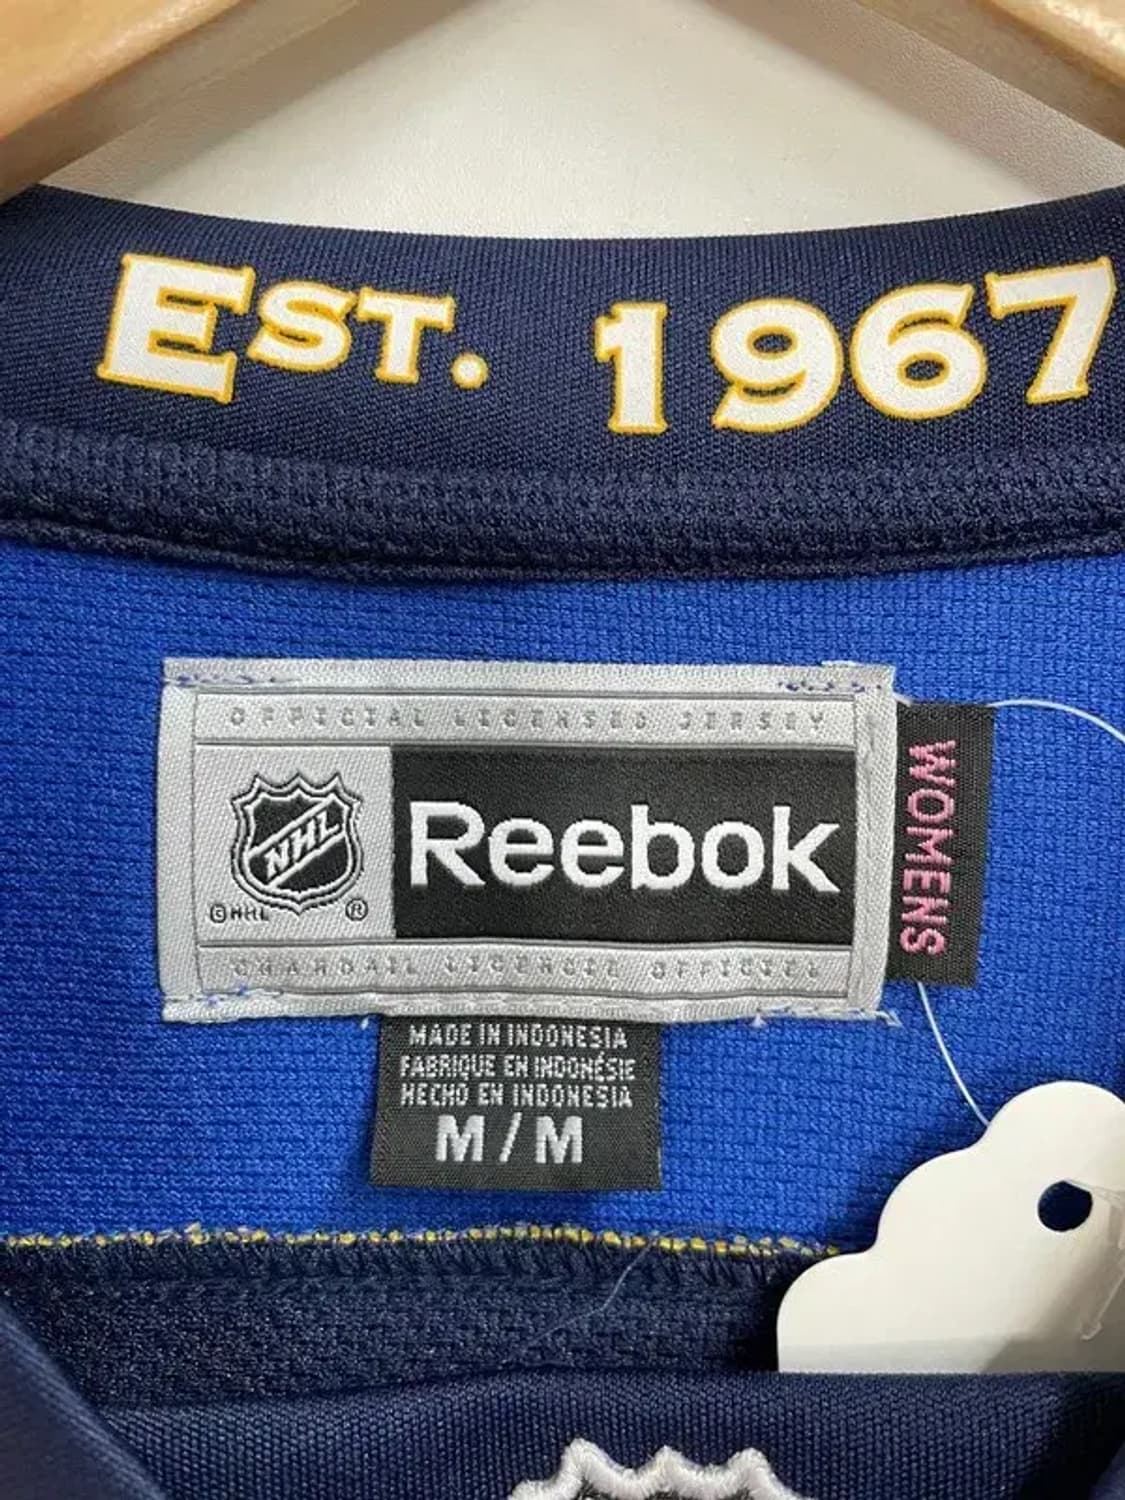 EST. 1967
OFFICIAL LICENSED JERSEY
NHL
Reebok
© NHL ®
WOMENS
CHANDAIL LICENCIE OFFICIEL
MADE IN INDONESIA
FABRIQUE EN INDONÉSIE
HECHO EN INDONESIA
M / M